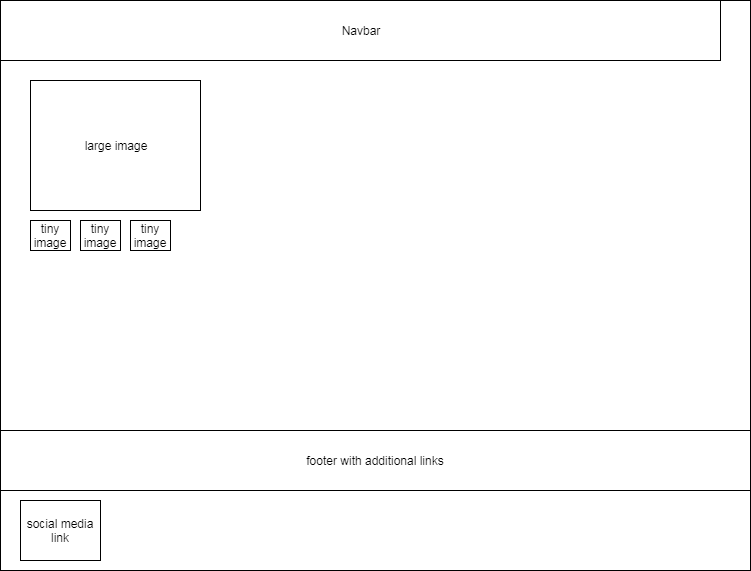 Navbar
large image
tiny tiny tiny
image image image
footer with additional links
social media
link